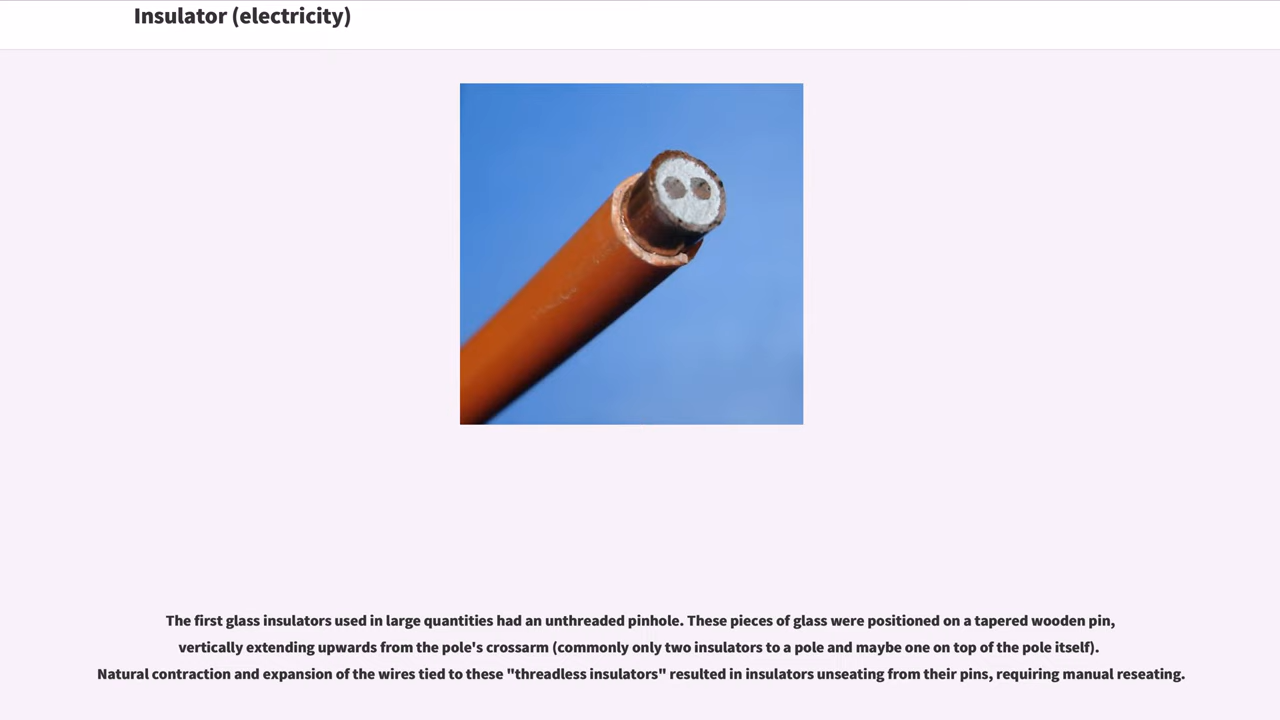 Insulator (electricity)
The first glass insulators used in large quantities had an unthreaded pinhole. These pieces of glass were positioned on a tapered wooden pin,
vertically extending upwards from the pole's crossarm (commonly only two insulators to a pole and maybe one on top of the pole itself).
Natural contraction and expansion of the wires tied to these "threadless insulators" resulted in insulators unseating from their pins, requiring manual reseating.